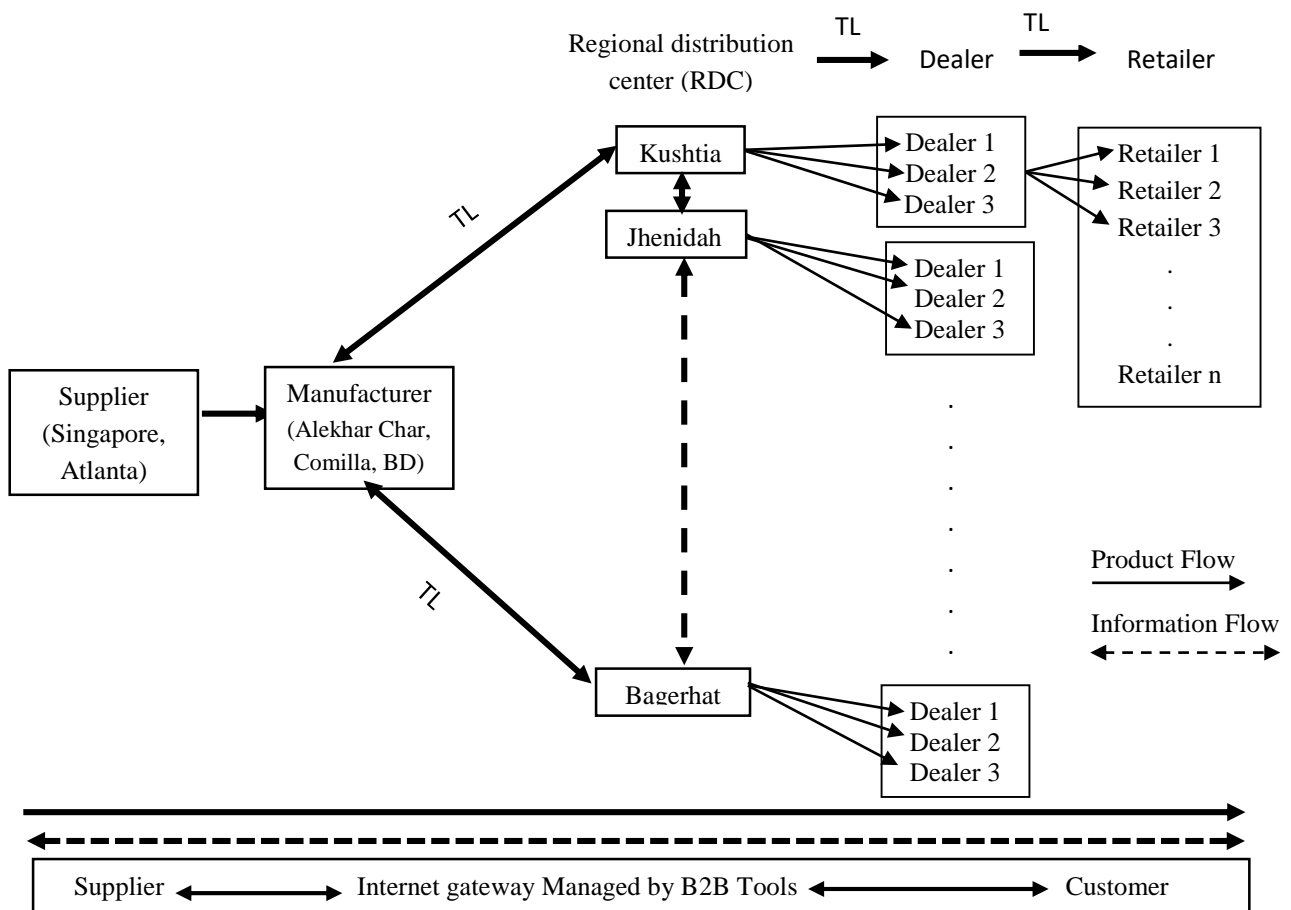 TL
TL
Regional distribution
center (RDC)
Dealer
Retailer
Kushtia
Dealer 1
Dealer 2
Dealer 3
Retailer 1
Retailer 2
Retailer 3
.
.
.
Retailer n
TL
Jhenidah
Dealer 1
Dealer 2
Dealer 3
Supplier
(Singapore,
Atlanta)
Manufacturer
(Alekhar Char,
Comilla, BD)
.
.
.
.
.
.
.
TL
Product Flow
Information Flow
Bagerhat
Dealer 1
Dealer 2
Dealer 3
Supplier
Internet gateway Managed by B2B Tools
Customer